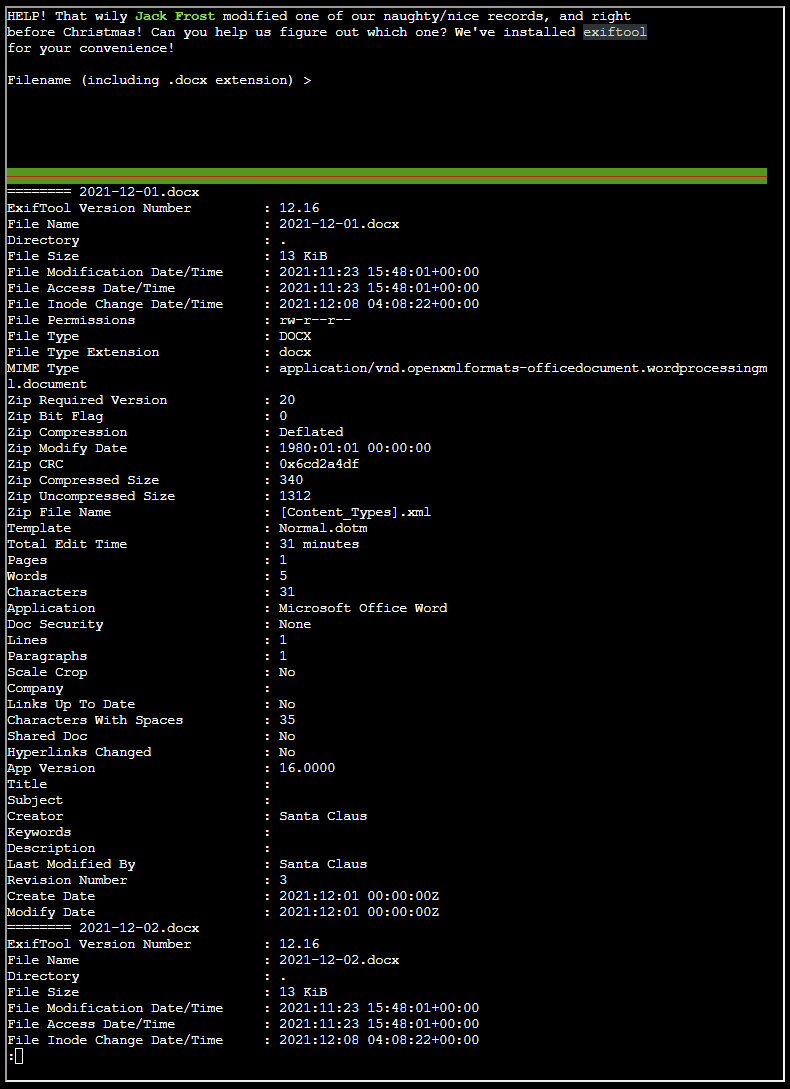 HELP! That wily Jack Frost modified one of our naughty/nice records, and right
before Christmas! Can you help us figure out which one? We've installed exiftool
for your convenience!
Filename (including .docx extension) >
======== 2021-12-01.docx
ExifTool Version Number         : 12.16
File Name                       : 2021-12-01.docx
Directory                       : .
File Size                       : 13 KiB
File Modification Date/Time     : 2021:11:23 15:48:01+00:00
File Access Date/Time           : 2021:11:23 15:48:01+00:00
File Inode Change Date/Time     : 2021:12:08 04:08:22+00:00
File Permissions                : rw-r--r--
File Type                       : DOCX
File Type Extension             : docx
MIME Type                       : application/vnd.openxmlformats-officedocument.wordprocessingm
l.document
Zip Required Version            : 20
Zip Bit Flag                    : 0
Zip Compression                 : Deflated
Zip Modify Date                 : 1980:01:01 00:00:00
Zip CRC                         : 0x6cd2a4df
Zip Compressed Size             : 340
Zip Uncompressed Size           : 1312
Zip File Name                   : [Content_Types].xml
Template                        : Normal.dotm
Total Edit Time                 : 31 minutes
Pages                           : 1
Words                           : 5
Characters                      : 31
Application                     : Microsoft Office Word
Doc Security                    : None
Lines                           : 1
Paragraphs                      : 1
Scale Crop                      : No
Company                         :
Links Up To Date                : No
Characters With Spaces          : 35
Shared Doc                      : No
Hyperlinks Changed              : No
App Version                     : 16.0000
Title                           :
Subject                         :
Creator                         : Santa Claus
Keywords                        :
Description                     :
Last Modified By                : Santa Claus
Revision Number                 : 3
Create Date                     : 2021:12:01 00:00:00Z
Modify Date                     : 2021:12:01 00:00:00Z
======== 2021-12-02.docx
ExifTool Version Number         : 12.16
File Name                       : 2021-12-02.docx
Directory                       : .
File Size                       : 13 KiB
File Modification Date/Time     : 2021:11:23 15:48:01+00:00
File Access Date/Time           : 2021:11:23 15:48:01+00:00
File Inode Change Date/Time     : 2021:12:08 04:08:22+00:00
: